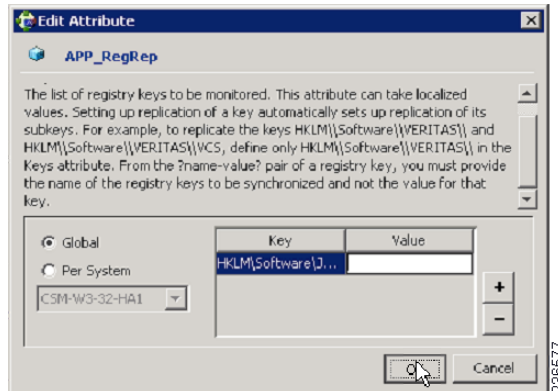 Edit Attribute
APP_RegRep
The list of registry keys to be monitored. This attribute can take localized
values. Setting up replication of a key automatically sets up replication of its
subkeys. For example, to replicate the keys HKLM\\Software\\VERITAS\\ and
HKLM\\Software\\VERITAS\\VCS, define only HKLM\\Software\\VERITAS\\ in the
Keys attribute. From the ?name-value? pair of a registry key, you must provide
the name of the registry keys to be synchronized and not the value for that
key.
Global
Per System
CSM-W3-32-HA1
Key Value
HKLM\Software\J...
+
-
Cancel